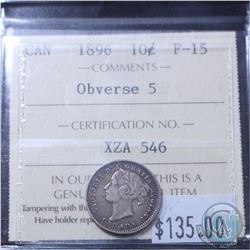 CAN 1896 10¢ F-15
COMMENTS
Obverse 5
CERTIFICATION NO.
XZA 546
IN OUR THIS IS A
GENU ITEM
Tampering with th
Have holder rep
$135.00